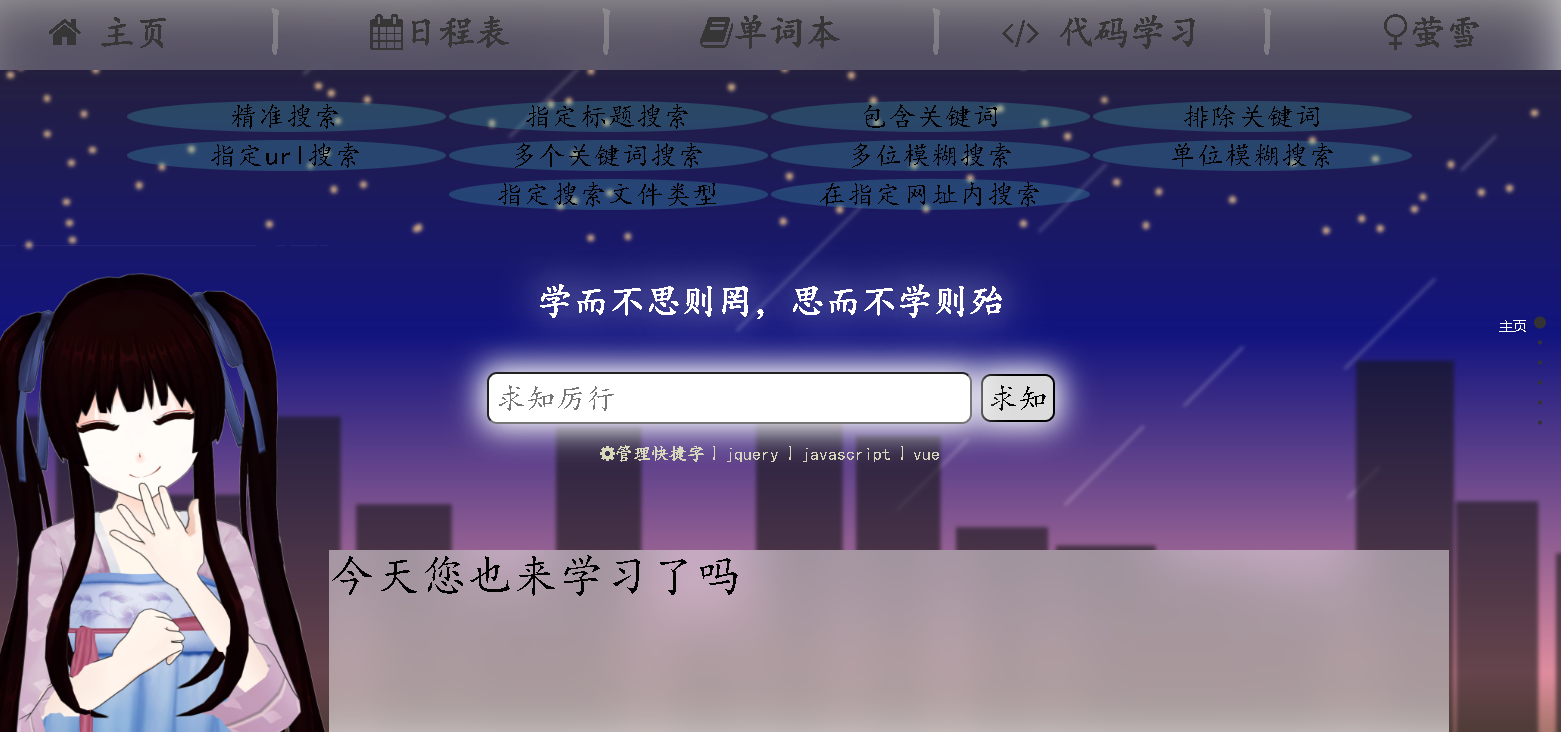 主页 日程表 单词本 </> 代码学习 萤雪
精准搜索 指定标题搜索 包含关键词 排除关键词
指定url搜索 多个关键词搜索 多位模糊搜索 单位模糊搜索
指定搜索文件类型 在指定网址内搜索
学而不思则罔，思而不学则殆
主页
求知厉行 求知
管理快捷字 | jquery | javascript | vue
今天您也来学习了吗